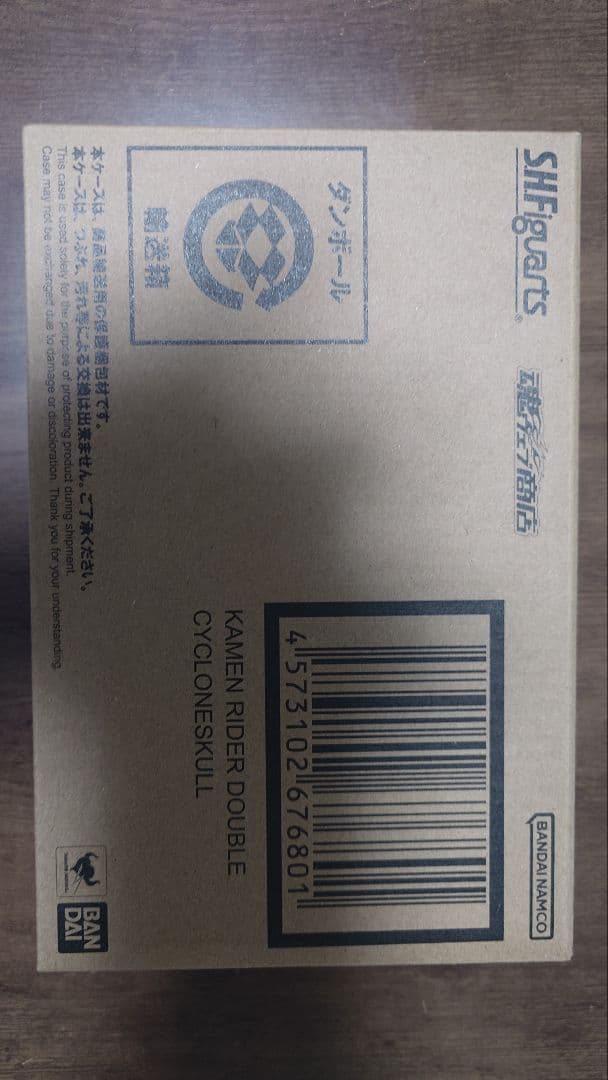 S.H.Figuarts®
魂ウェブ商店
BANDAI NAMCO
ダンボール
輸送箱
4573102676801
KAMEN RIDER DOUBLE
CYCLONESKULL
本ケースは、商品輸送用の保護梱包材です。
本ケースは、つぶれ、汚れ等による交換は出来ません。ご了承ください。
This case is used solely for the purpose of protecting product during shipment.
Case may not be exchanged due to damage or discoloration. Thank you for your understanding.
BAN
DAI